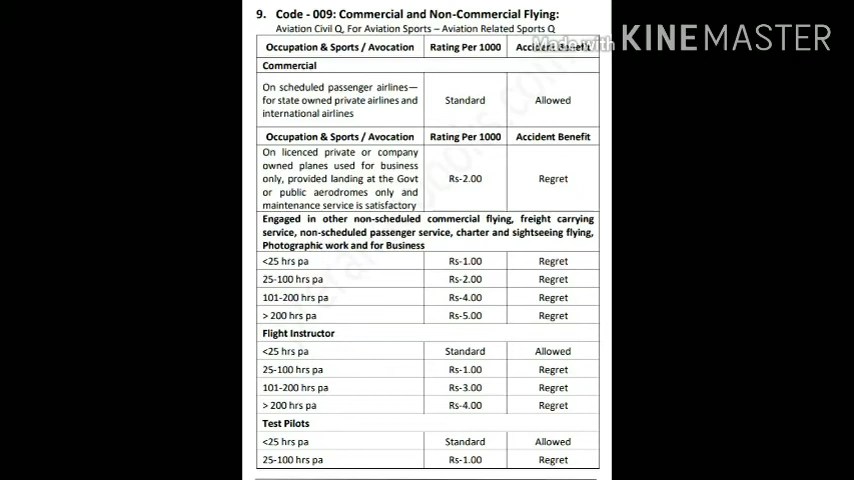 9. Code - 009: Commercial and Non-Commercial Flying:
Aviation Civil Q, For Aviation Sports – Aviation Related Sports Q
Made with KINEMASTER
Occupation & Sports / Avocation Rating Per 1000 Accident Benefit
Commercial
On scheduled passenger airlines—
for state owned private airlines and Standard Allowed
international airlines
Occupation & Sports / Avocation Rating Per 1000 Accident Benefit
On licenced private or company
owned planes used for business
only, provided landing at the Govt Rs-2.00 Regret
or public aerodromes only and
maintenance service is satisfactory
Engaged in other non-scheduled commercial flying, freight carrying
service, non-scheduled passenger service, charter and sightseeing flying,
Photographic work and for Business
<25 hrs pa Rs-1.00 Regret
25-100 hrs pa Rs-2.00 Regret
101-200 hrs pa Rs-4.00 Regret
> 200 hrs pa Rs-5.00 Regret
Flight Instructor
<25 hrs pa Standard Allowed
25-100 hrs pa Rs-1.00 Regret
101-200 hrs pa Rs-3.00 Regret
> 200 hrs pa Rs-4.00 Regret
Test Pilots
<25 hrs pa Standard Allowed
25-100 hrs pa Rs-1.00 Regret